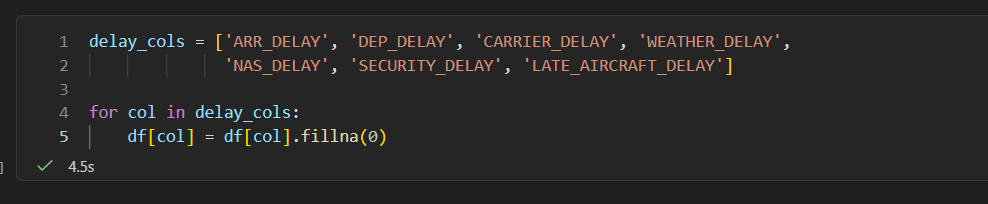 1 delay_cols = ['ARR_DELAY', 'DEP_DELAY', 'CARRIER_DELAY', 'WEATHER_DELAY',
2 'NAS_DELAY', 'SECURITY_DELAY', 'LATE_AIRCRAFT_DELAY']
3
4 for col in delay_cols:
5 df[col] = df[col].fillna(0)
] ✓ 4.5s